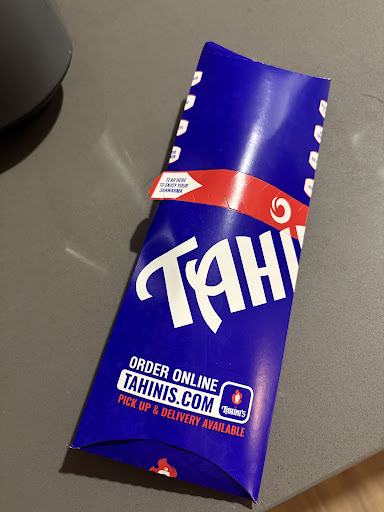 TEAR HERE
TO ENJOY YOUR
SHAWARMA
TAHI
ORDER ONLINE
TAHINIS.COM
TAHINI'S
PICK UP & DELIVERY AVAILABLE